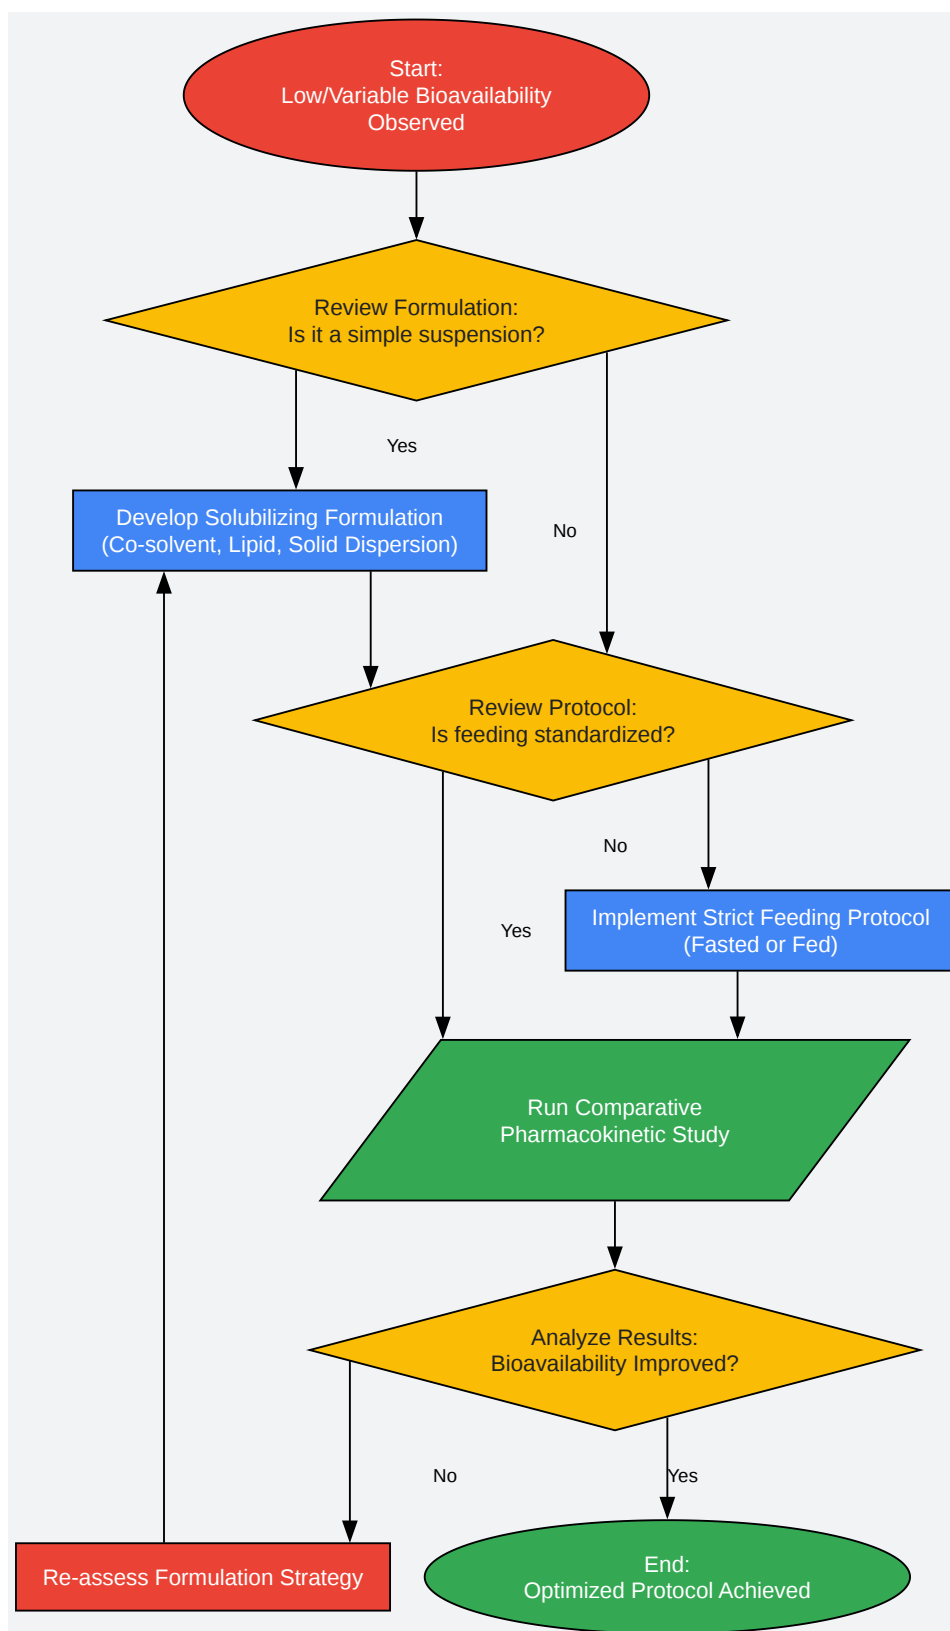 Start:
Low/Variable Bioavailability
Observed
Review Formulation:
Is it a simple suspension?
Yes
Develop Solubilizing Formulation
(Co-solvent, Lipid, Solid Dispersion)
No
Review Protocol:
Is feeding standardized?
No
Implement Strict Feeding Protocol
(Fasted or Fed)
Yes
Run Comparative
Pharmacokinetic Study
Analyze Results:
Bioavailability Improved?
No
Yes
Re-assess Formulation Strategy
End:
Optimized Protocol Achieved